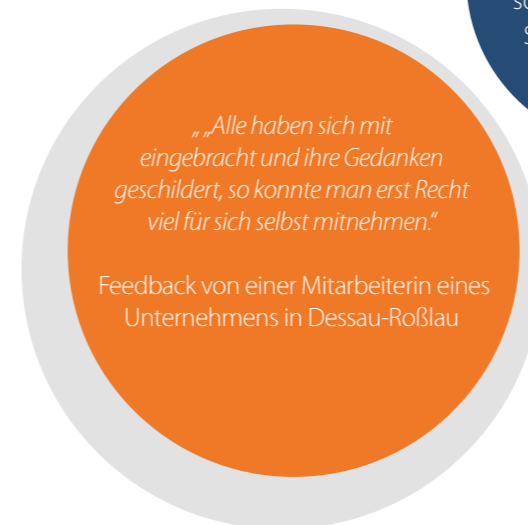 „ „Alle haben sich mit
eingebracht und ihre Gedanken
geschildert, so konnte man erst Recht
viel für sich selbst mitnehmen.“
Feedback von einer Mitarbeiterin eines
Unternehmens in Dessau-Roßlau